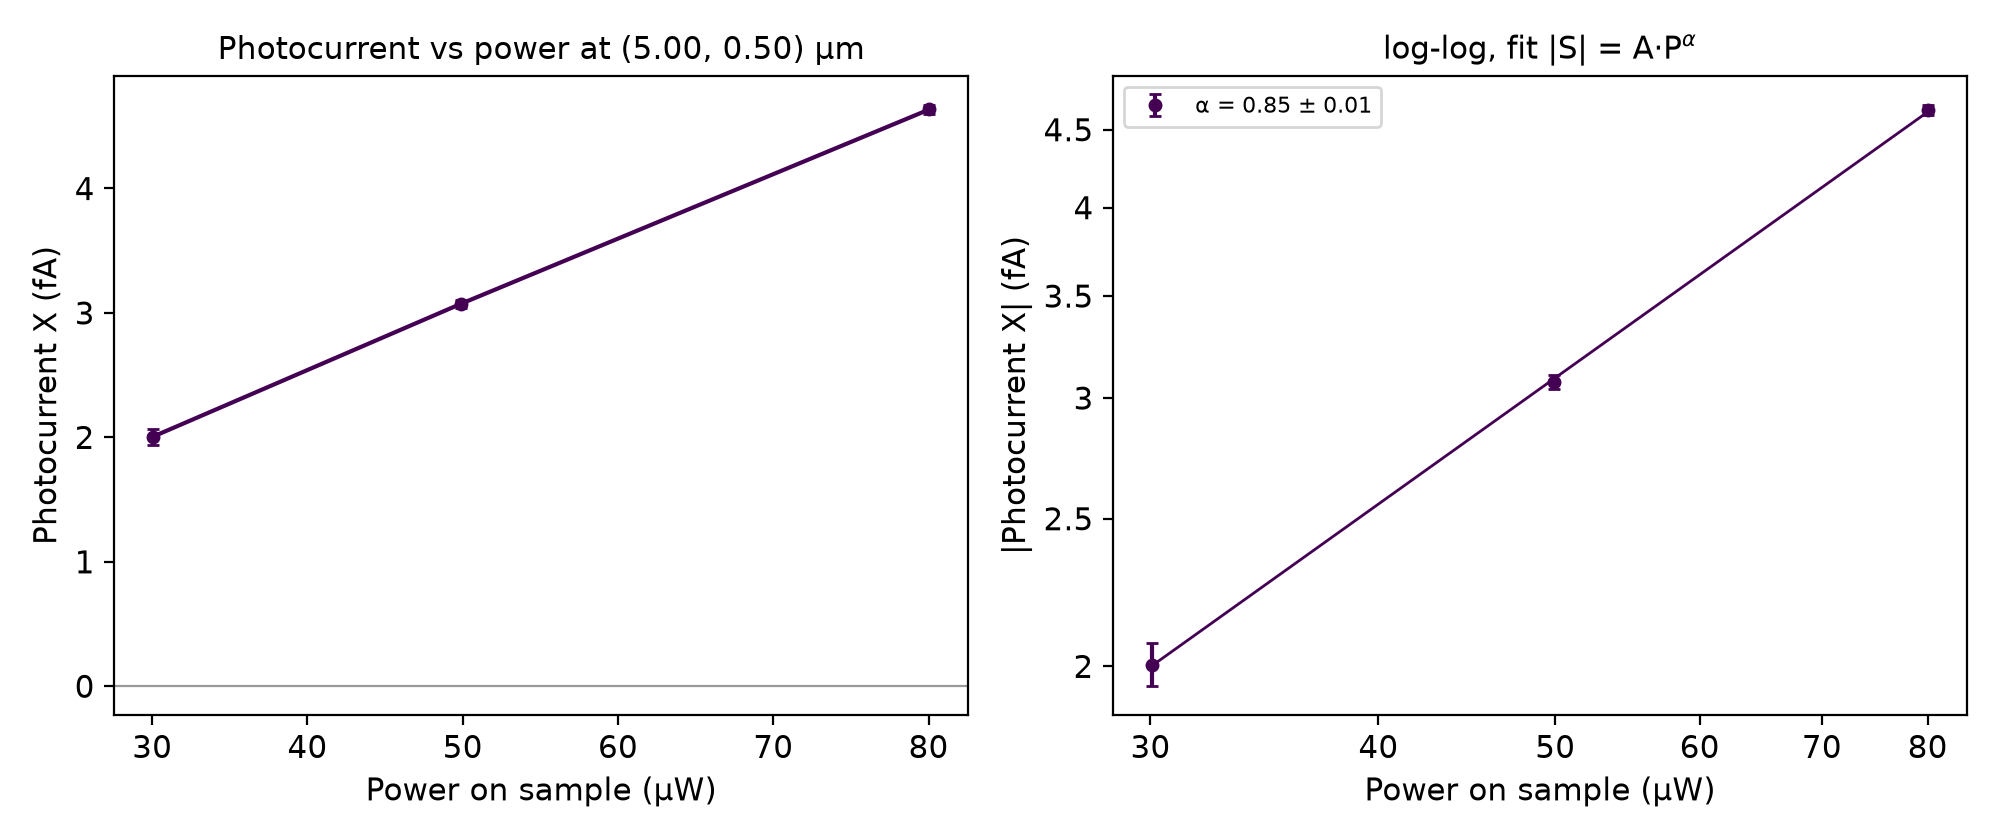 Photocurrent vs power at (5.00, 0.50) µm
Photocurrent X (fA)
4
3
2
1
0
30 40 50 60 70 80
Power on sample (µW)
log-log, fit |S| = A·P^α
α = 0.85 ± 0.01
|Photocurrent X| (fA)
4.5
4
3.5
3
2.5
2
30 40 50 60 70 80
Power on sample (µW)